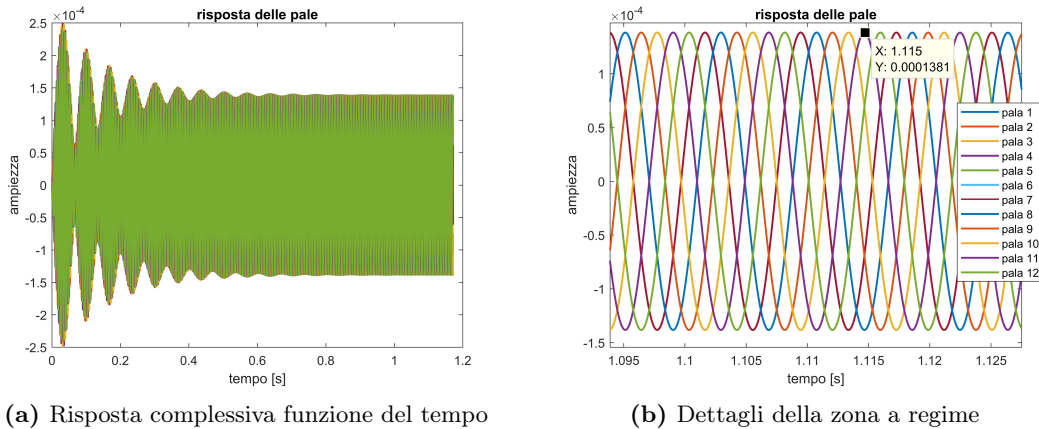 risposta delle pale
×10⁻⁴
2.5
2
1.5
1
0.5
0
-0.5
-1
-1.5
-2
-2.5
ampiezza
0 0.2 0.4 0.6 0.8 1 1.2
tempo [s]
(a) Risposta complessiva funzione del tempo
risposta delle pale
×10⁻⁴
1
0.5
0
-0.5
-1
-1.5
ampiezza
X: 1.115
Y: 0.0001381
pala 1
pala 2
pala 3
pala 4
pala 5
pala 6
pala 7
pala 8
pala 9
pala 10
pala 11
pala 12
1.095 1.1 1.105 1.11 1.115 1.12 1.125
tempo [s]
(b) Dettagli della zona a regime